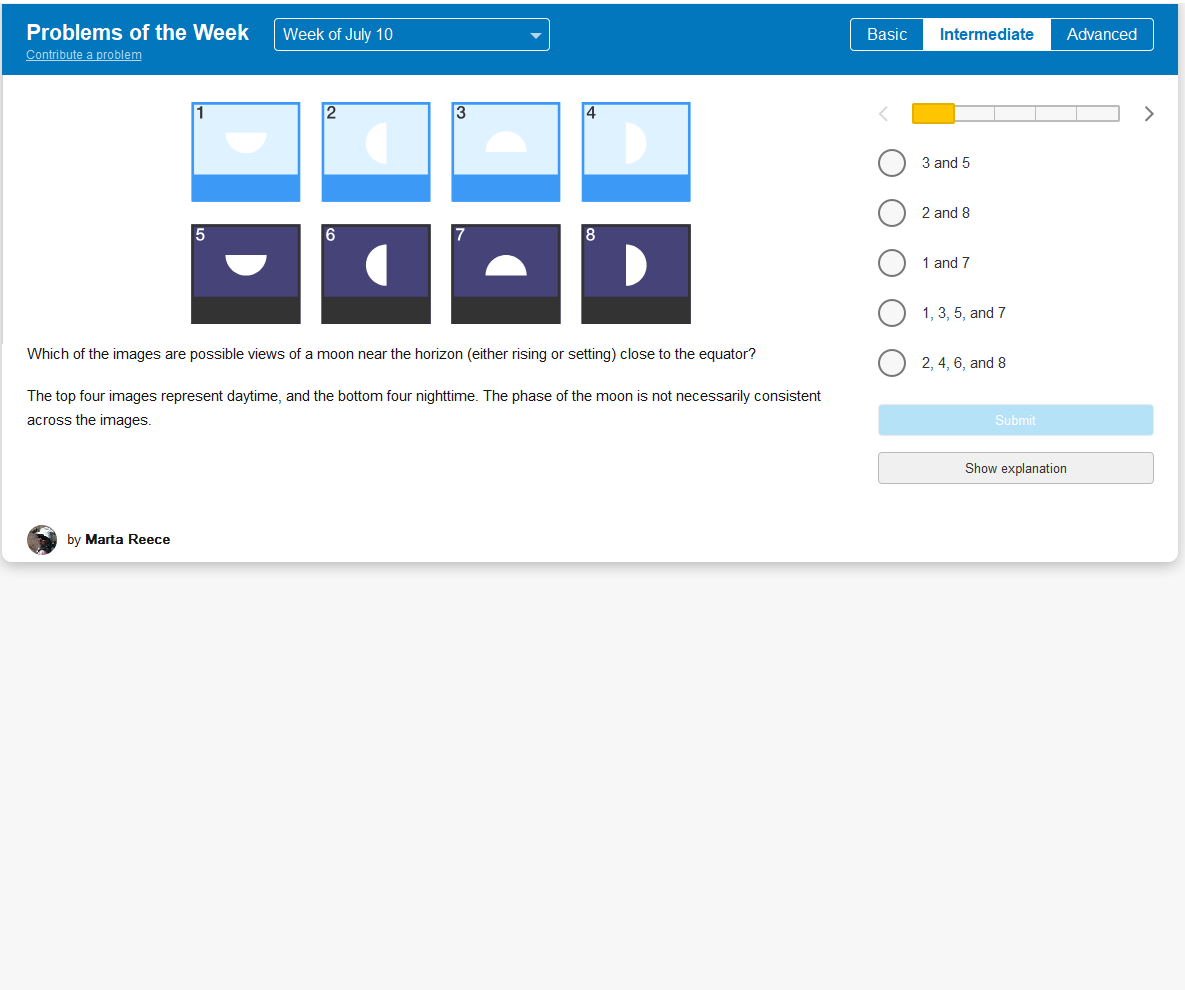 Problems of the Week
Contribute a problem
Week of July 10
Basic
Intermediate
Advanced
1
2
3
4
5
6
7
8
Which of the images are possible views of a moon near the horizon (either rising or setting) close to the equator?
The top four images represent daytime, and the bottom four nighttime. The phase of the moon is not necessarily consistent
across the images.
by Marta Reece
3 and 5
2 and 8
1 and 7
1, 3, 5, and 7
2, 4, 6, and 8
Submit
Show explanation